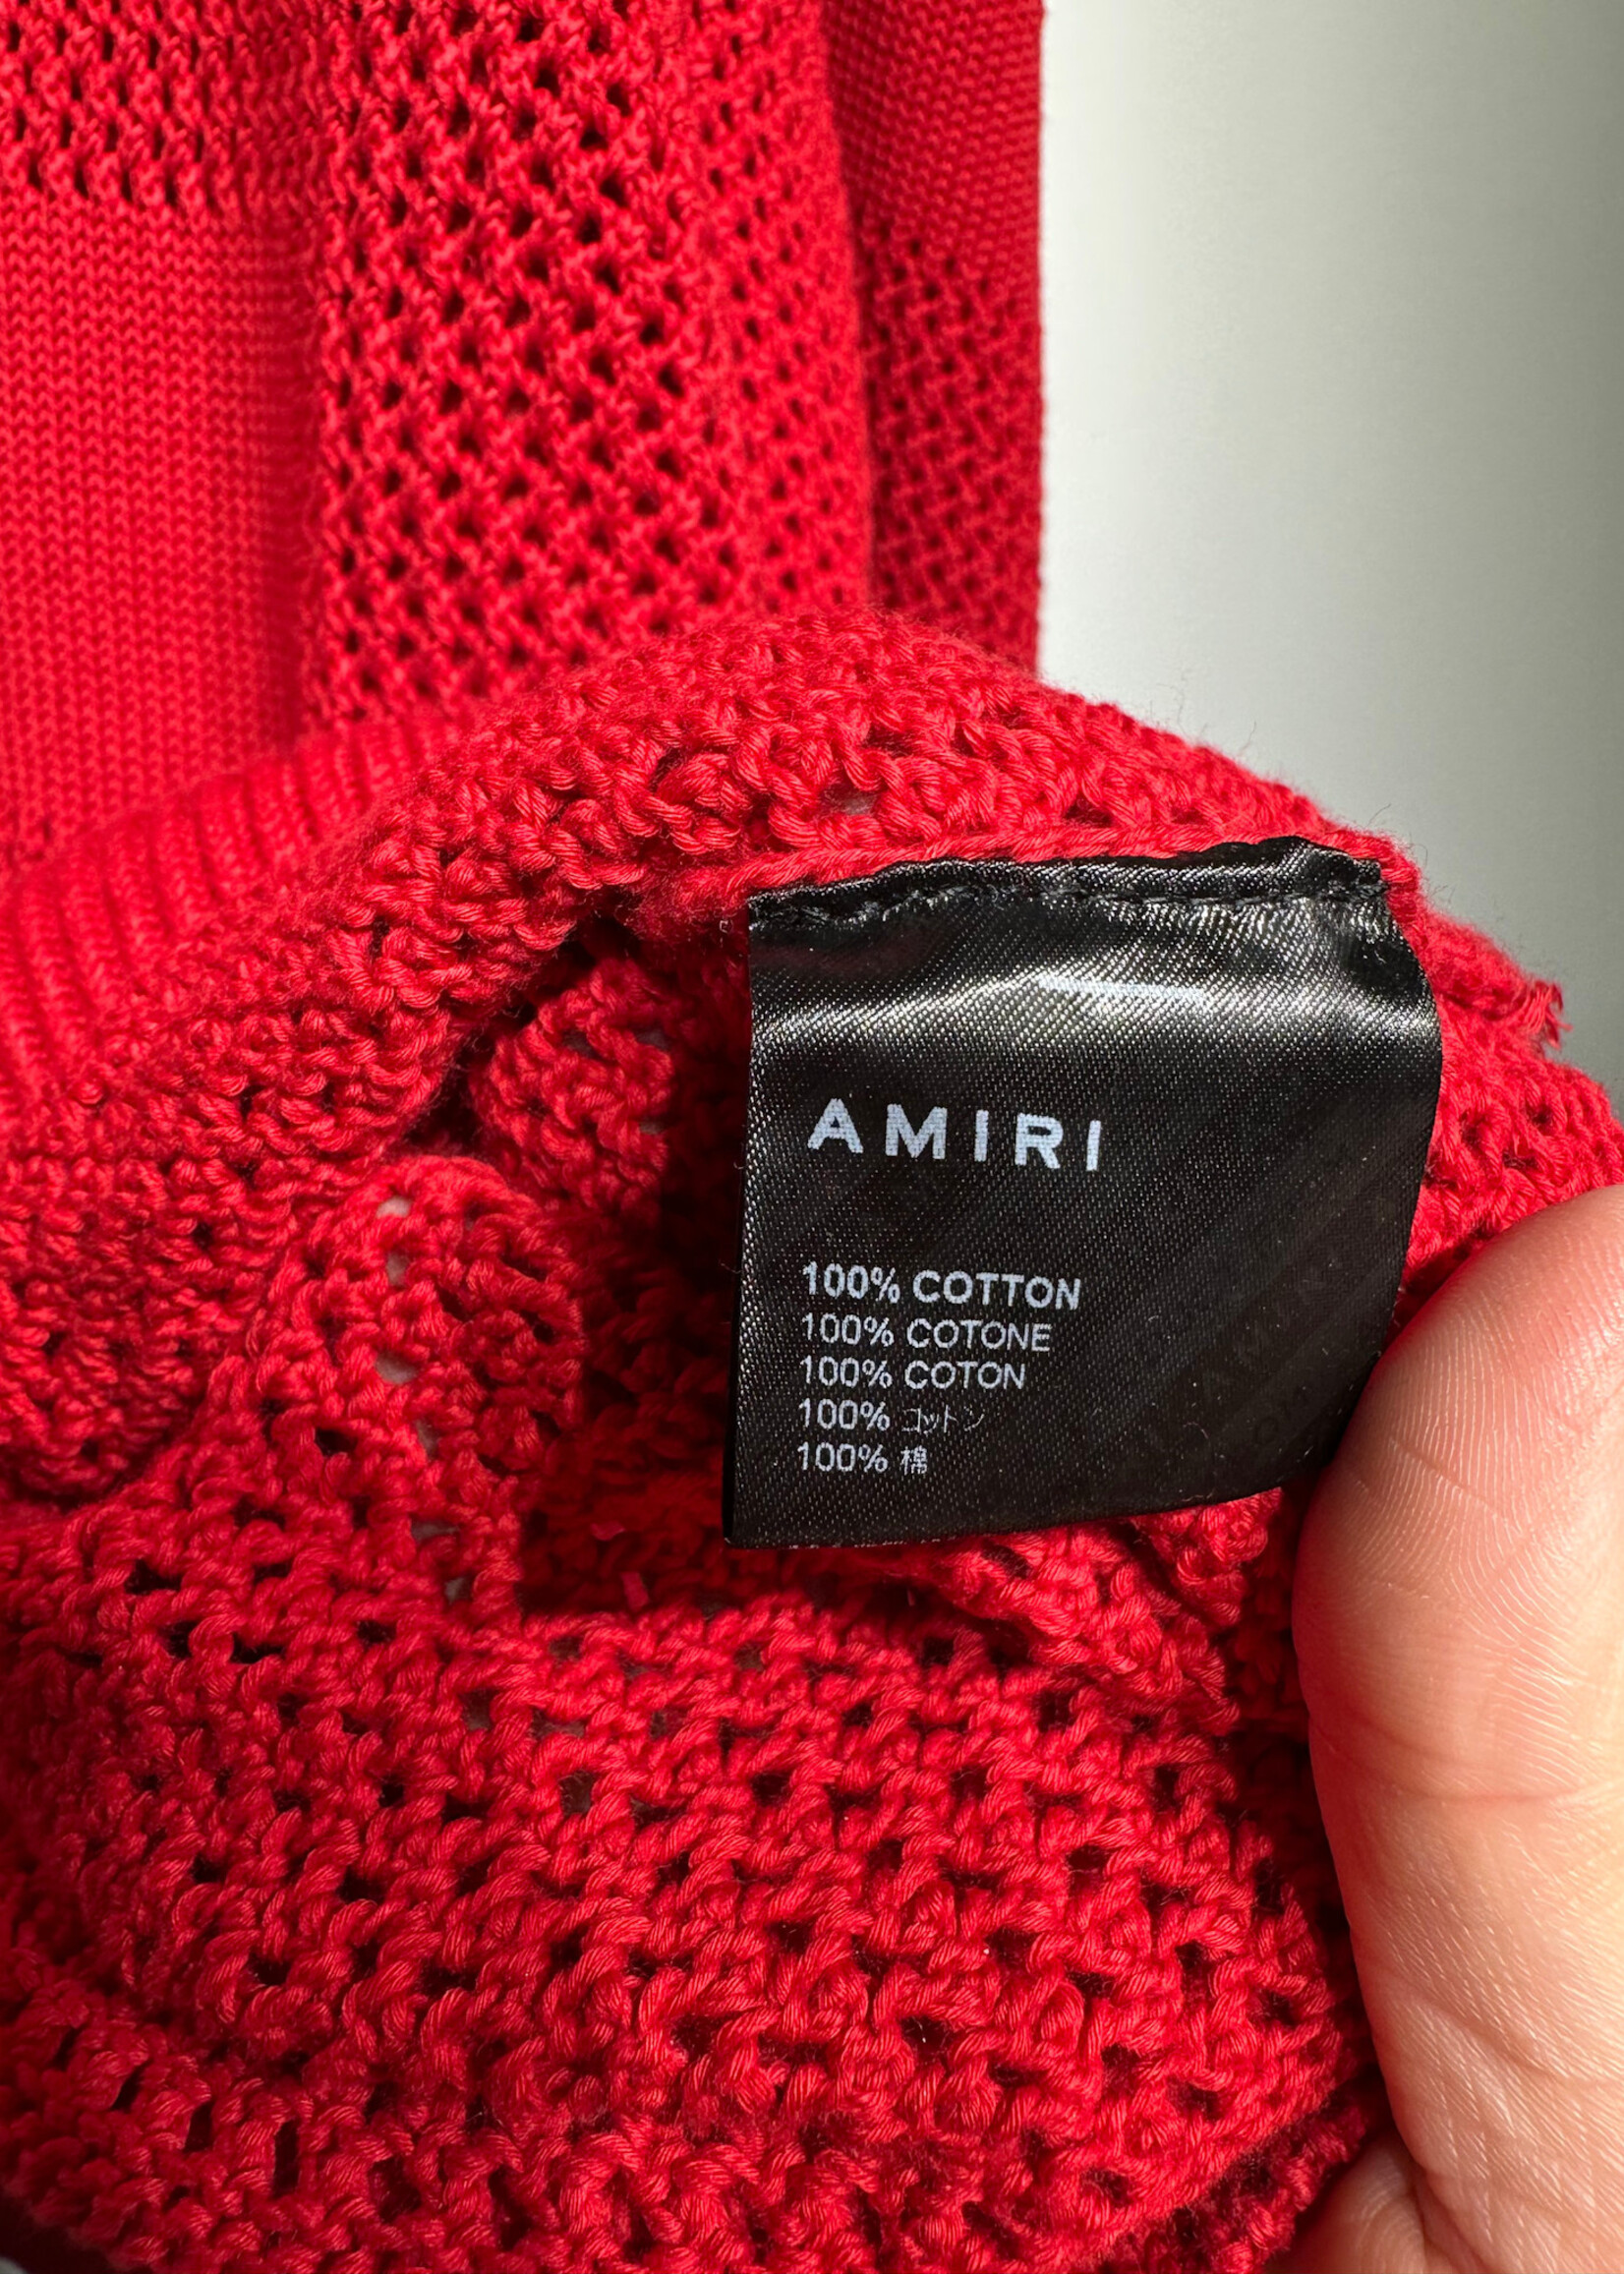 AMIRI
100% COTTON
100% COTONE
100% COTON
100% コットン
100% 棉